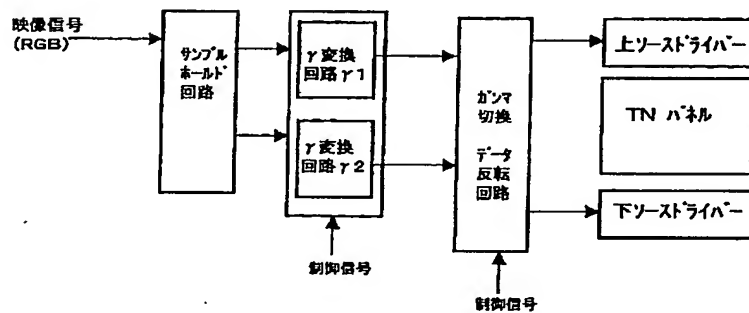 映像信号
(RGB)
サンプル
ホールド
回路
γ変換
回路γ1
γ変換
回路γ2
制御信号
ガンマ
切換
データ
反転
回路
制御信号
上ソースドライバー
TN パネル
下ソースドライバー